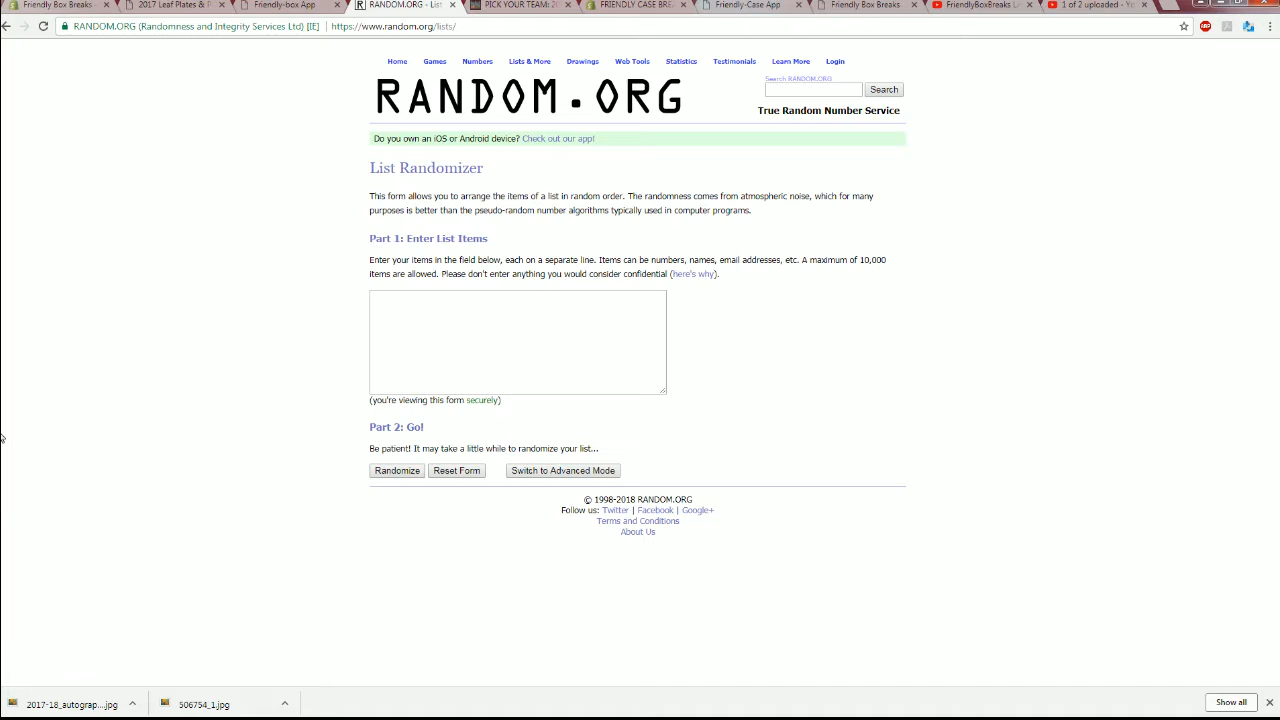 Friendly Box Breaks
2017 Leaf Plates & P
Friendly-box App
RANDOM.ORG - Lis
PICK YOUR TEAM: 20
FRIENDLY CASE BREA
Friendly-Case App
Friendly Box Breaks
FriendlyBoxBreaks Li
1 of 2 uploaded - Yo
RANDOM.ORG (Randomness and Integrity Services Ltd) [IE] https://www.random.org/lists/
Home Games Numbers Lists & More Drawings Web Tools Statistics Testimonials Learn More Login
RANDOM.ORG
Search RANDOM.ORG
Search
True Random Number Service
Do you own an iOS or Android device? Check out our app!
List Randomizer
This form allows you to arrange the items of a list in random order. The randomness comes from atmospheric noise, which for many
purposes is better than the pseudo-random number algorithms typically used in computer programs.
Part 1: Enter List Items
Enter your items in the field below, each on a separate line. Items can be numbers, names, email addresses, etc. A maximum of 10,000
items are allowed. Please don't enter anything you would consider confidential (here's why).
(you're viewing this form securely)
Part 2: Go!
Be patient! It may take a little while to randomize your list...
Randomize Reset Form Switch to Advanced Mode
© 1998-2018 RANDOM.ORG
Follow us: Twitter | Facebook | Google+
Terms and Conditions
About Us
2017-18_autograp....jpg 506754_1.jpg Show all